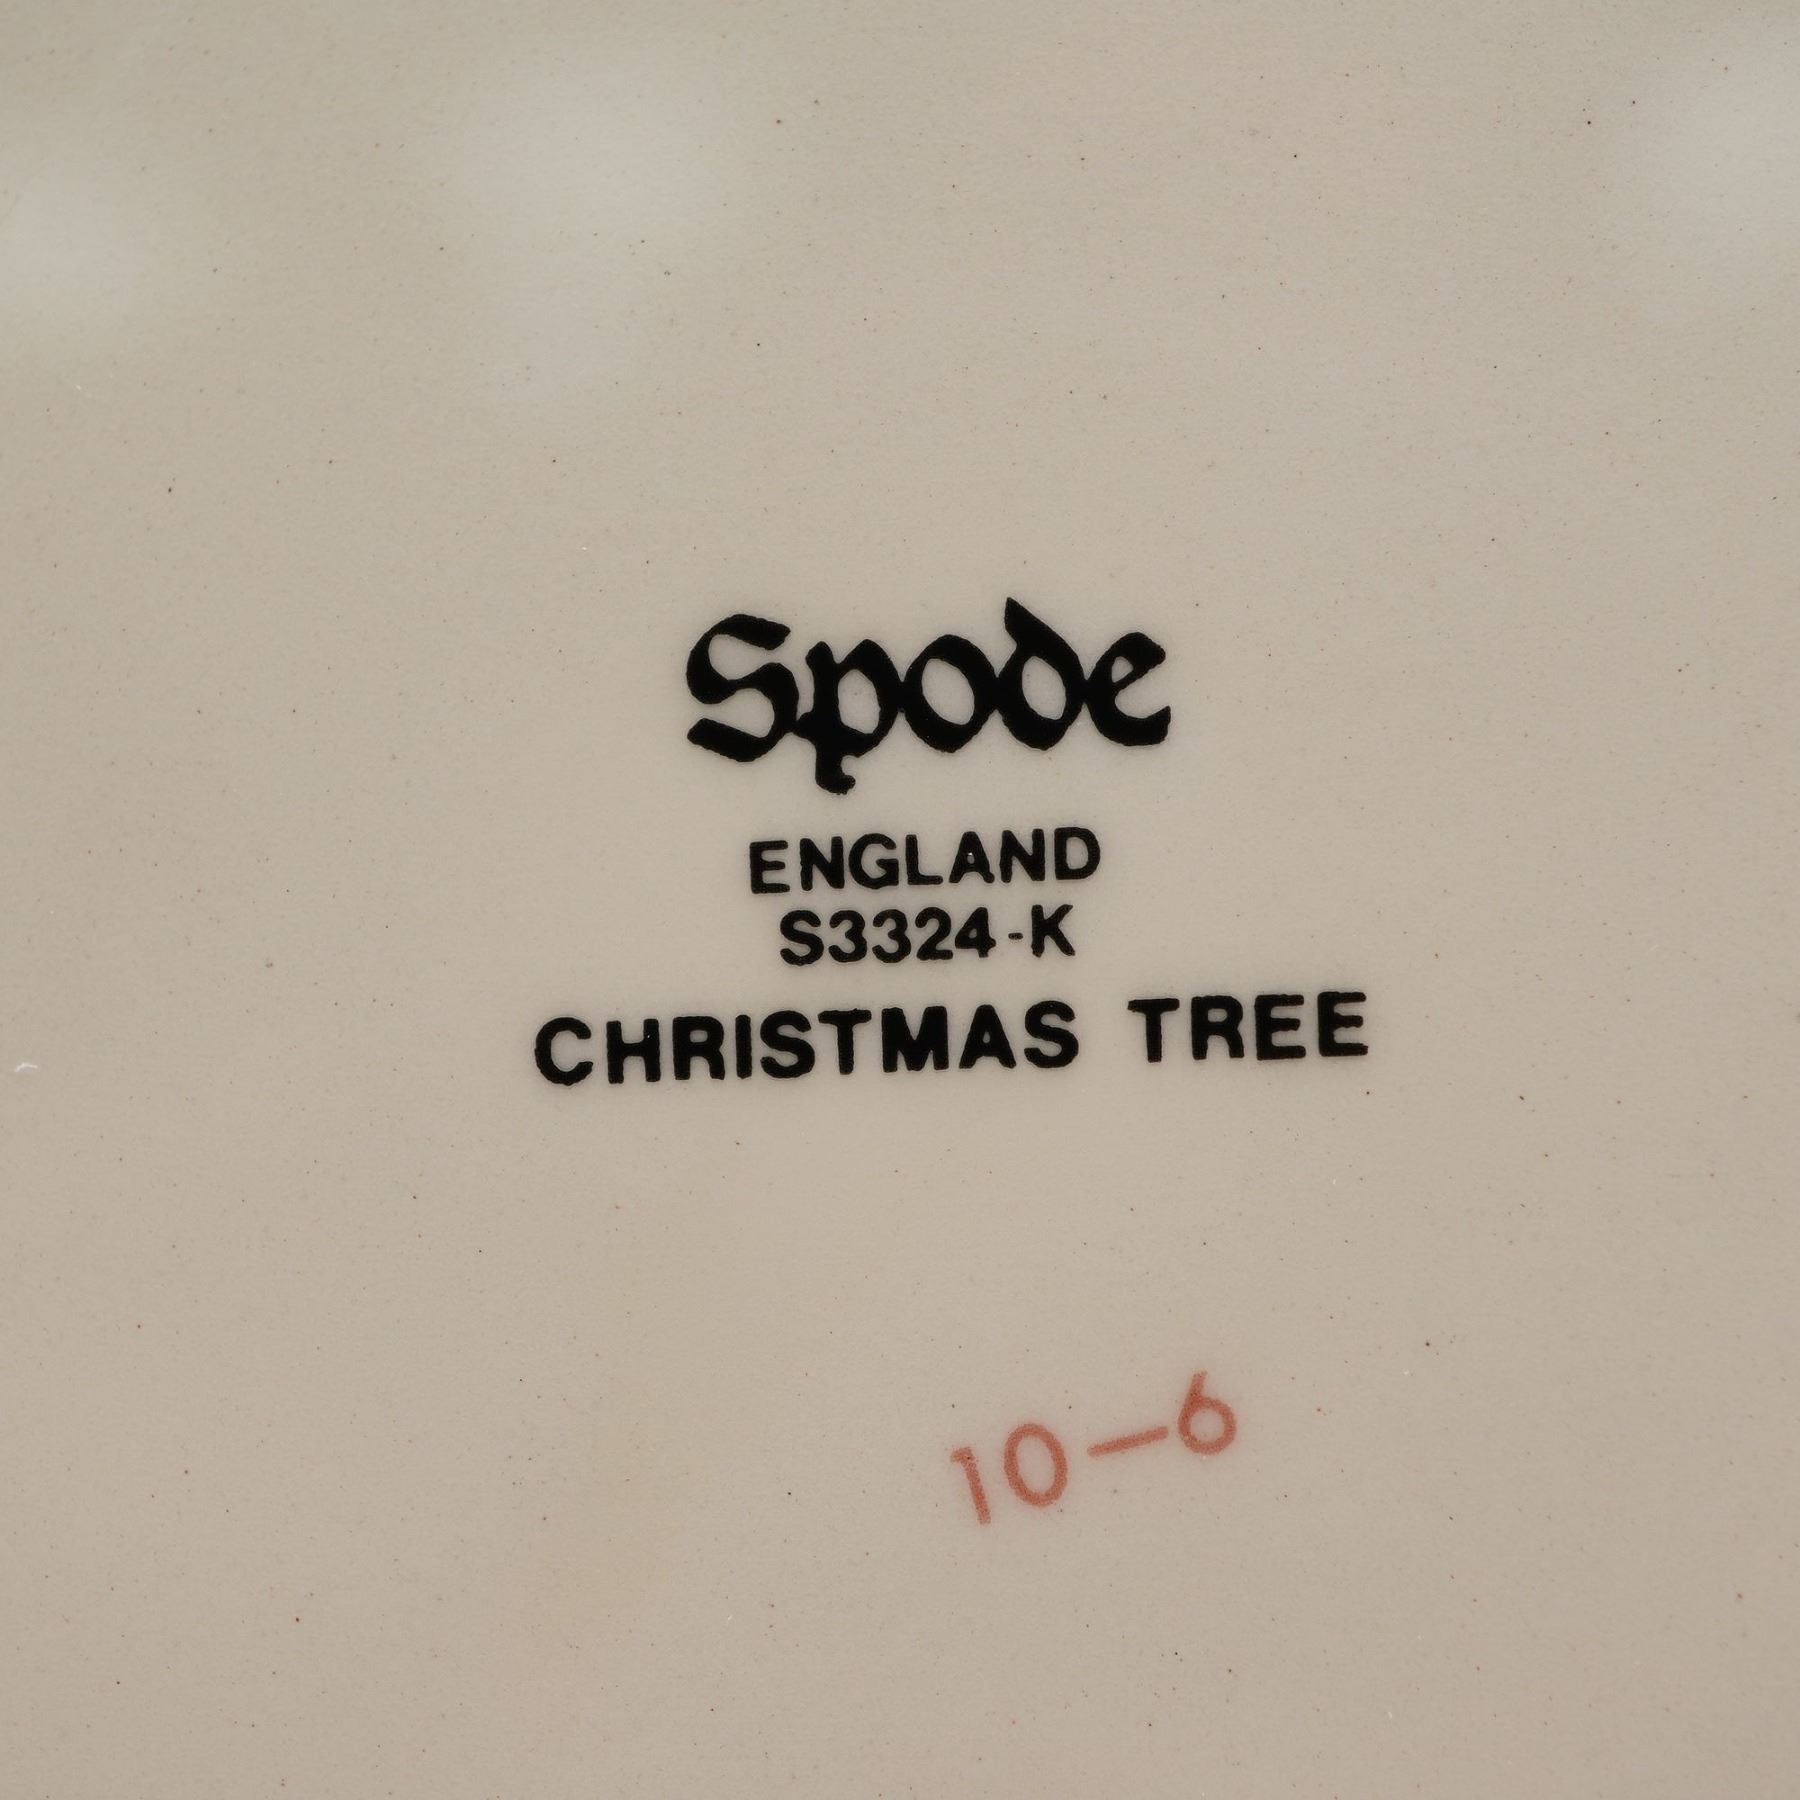 Spode
ENGLAND
S3324-K
CHRISTMAS TREE
10-6